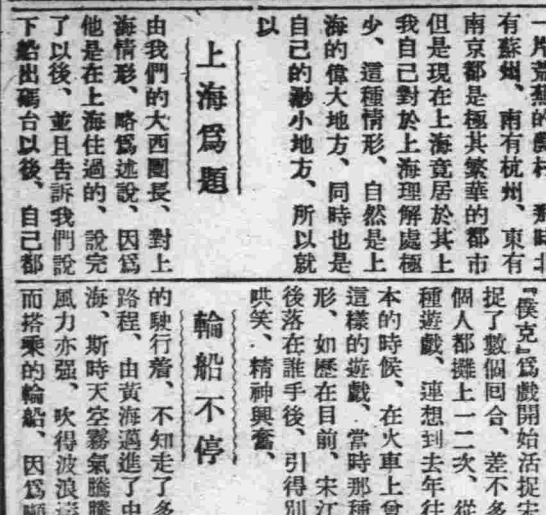 一片荒蕪的農村、爾時北
有蘇州、南有杭州、東有
南京都是極其繁華的都市
但是現在上海竟居於其上
我自己對於上海理解處極
少、這種情形、自然是上
海的偉大地方、同時也是
自己的渺小地方、所以就
以
上海爲題
由我們的大西團長、對上
海情形、略爲述說、因爲
他是在上海住過的、說完
了以後、並且告訴我們說
下船出碼台以後、自己都
『僕克』爲戲開始活捉宋
捉了數個回合、差不多
個人都攤上一二次、從
種遊戲、連想到去年往
本的時候、在火車上曾
這樣的遊戲、當時那種
形、如歷在目前、宋江
後落在誰手後、引得別
哄笑、精神興奮、
輪船不停
的駛行着、不知走了多
路程、由黃海邁進了
海、斯時天空霧氣騰騰
風力亦强、吹得波浪
而搭乘的輪船、因爲